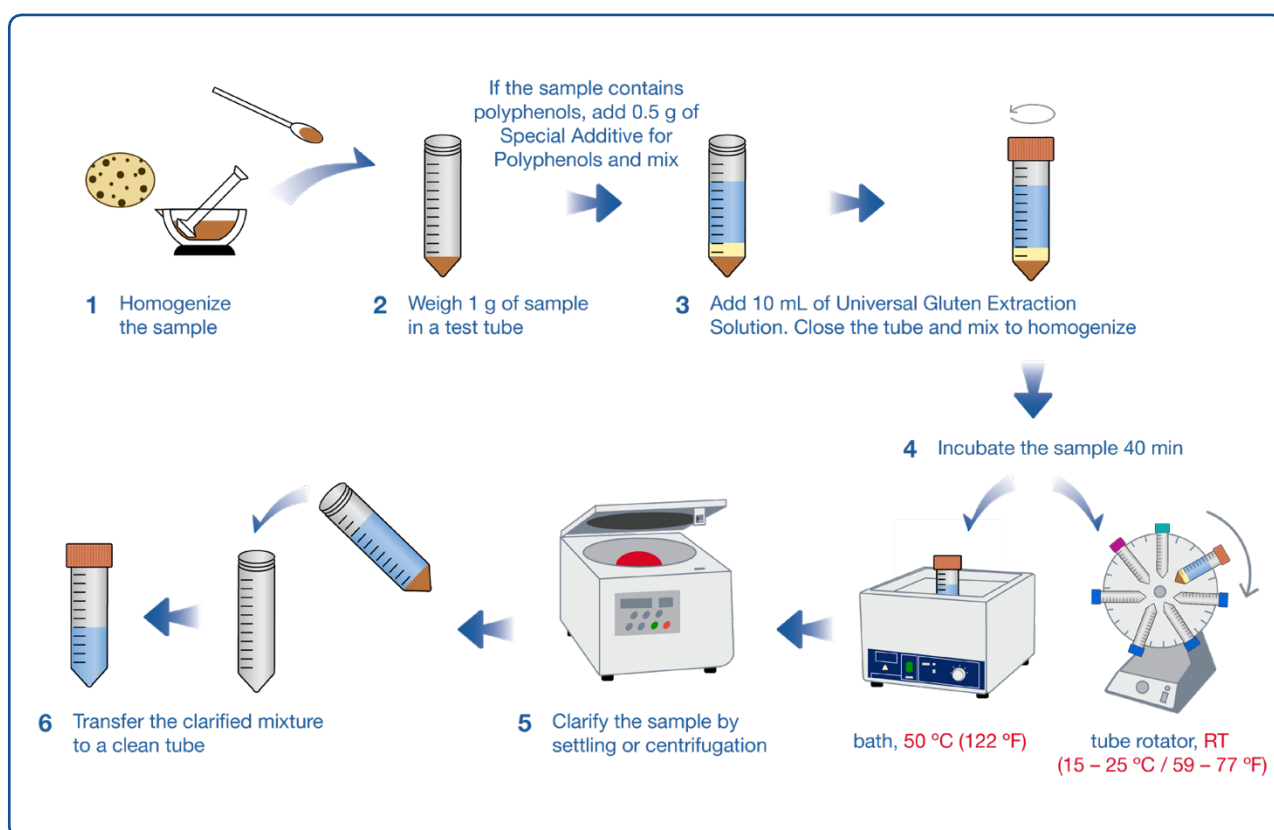 If the sample contains
polyphenols, add 0.5 g of
Special Additive for
Polyphenols and mix
1 Homogenize
the sample
2 Weigh 1 g of sample
in a test tube
3 Add 10 mL of Universal Gluten Extraction
Solution. Close the tube and mix to homogenize
4 Incubate the sample 40 min
bath, 50 ºC (122 ºF)
tube rotator, RT
(15 – 25 ºC / 59 – 77 ºF)
5 Clarify the sample by
settling or centrifugation
6 Transfer the clarified mixture
to a clean tube